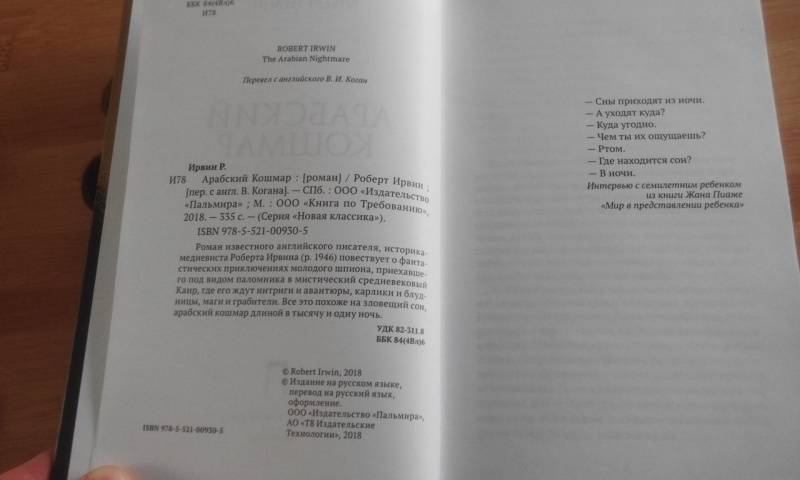 ББК 84(4Вл)6
И78
ROBERT IRWIN
The Arabian Nightmare
Перевел с английского В. И. Коган
АРАБСКИЙ
КОШМАР
Ирвин Р.
И78 Арабский Кошмар : [роман] / Роберт Ирвин ;
[пер. с англ. В. Когана]. — СПб. : ООО «Издательство
«Пальмира» ; М. : ООО «Книга по Требованию»,
2018. — 335 с. — (Серия «Новая классика»).
ISBN 978-5-521-00930-5
Роман известного английского писателя, историка-
медиевиста Роберта Ирвина (р. 1946) повествует о фанта-
стических приключениях молодого шпиона, приехавше-
го под видом паломника в мистический средневековый
Каир, где его ждут интриги и авантюры, карлики и блуд-
ницы, маги и грабители. Все это похоже на зловещий сон,
арабский кошмар длиной в тысячу и одну ночь.
УДК 82-311.8
ББК 84(4Вл)6
© Robert Irwin, 2018
© Издание на русском языке,
перевод на русский язык,
оформление.
ООО «Издательство «Пальмира»,
АО «Т8 Издательские
Технологии», 2018
ISBN 978-5-521-00930-5
— Сны приходят из ночи.
— А уходят куда?
— Куда угодно.
— Чем ты их ощущаешь?
— Ртом.
— Где находится сон?
— В ночи.
Интервью с семилетним ребенком
из книги Жана Пиаже
«Мир в представлении ребенка»